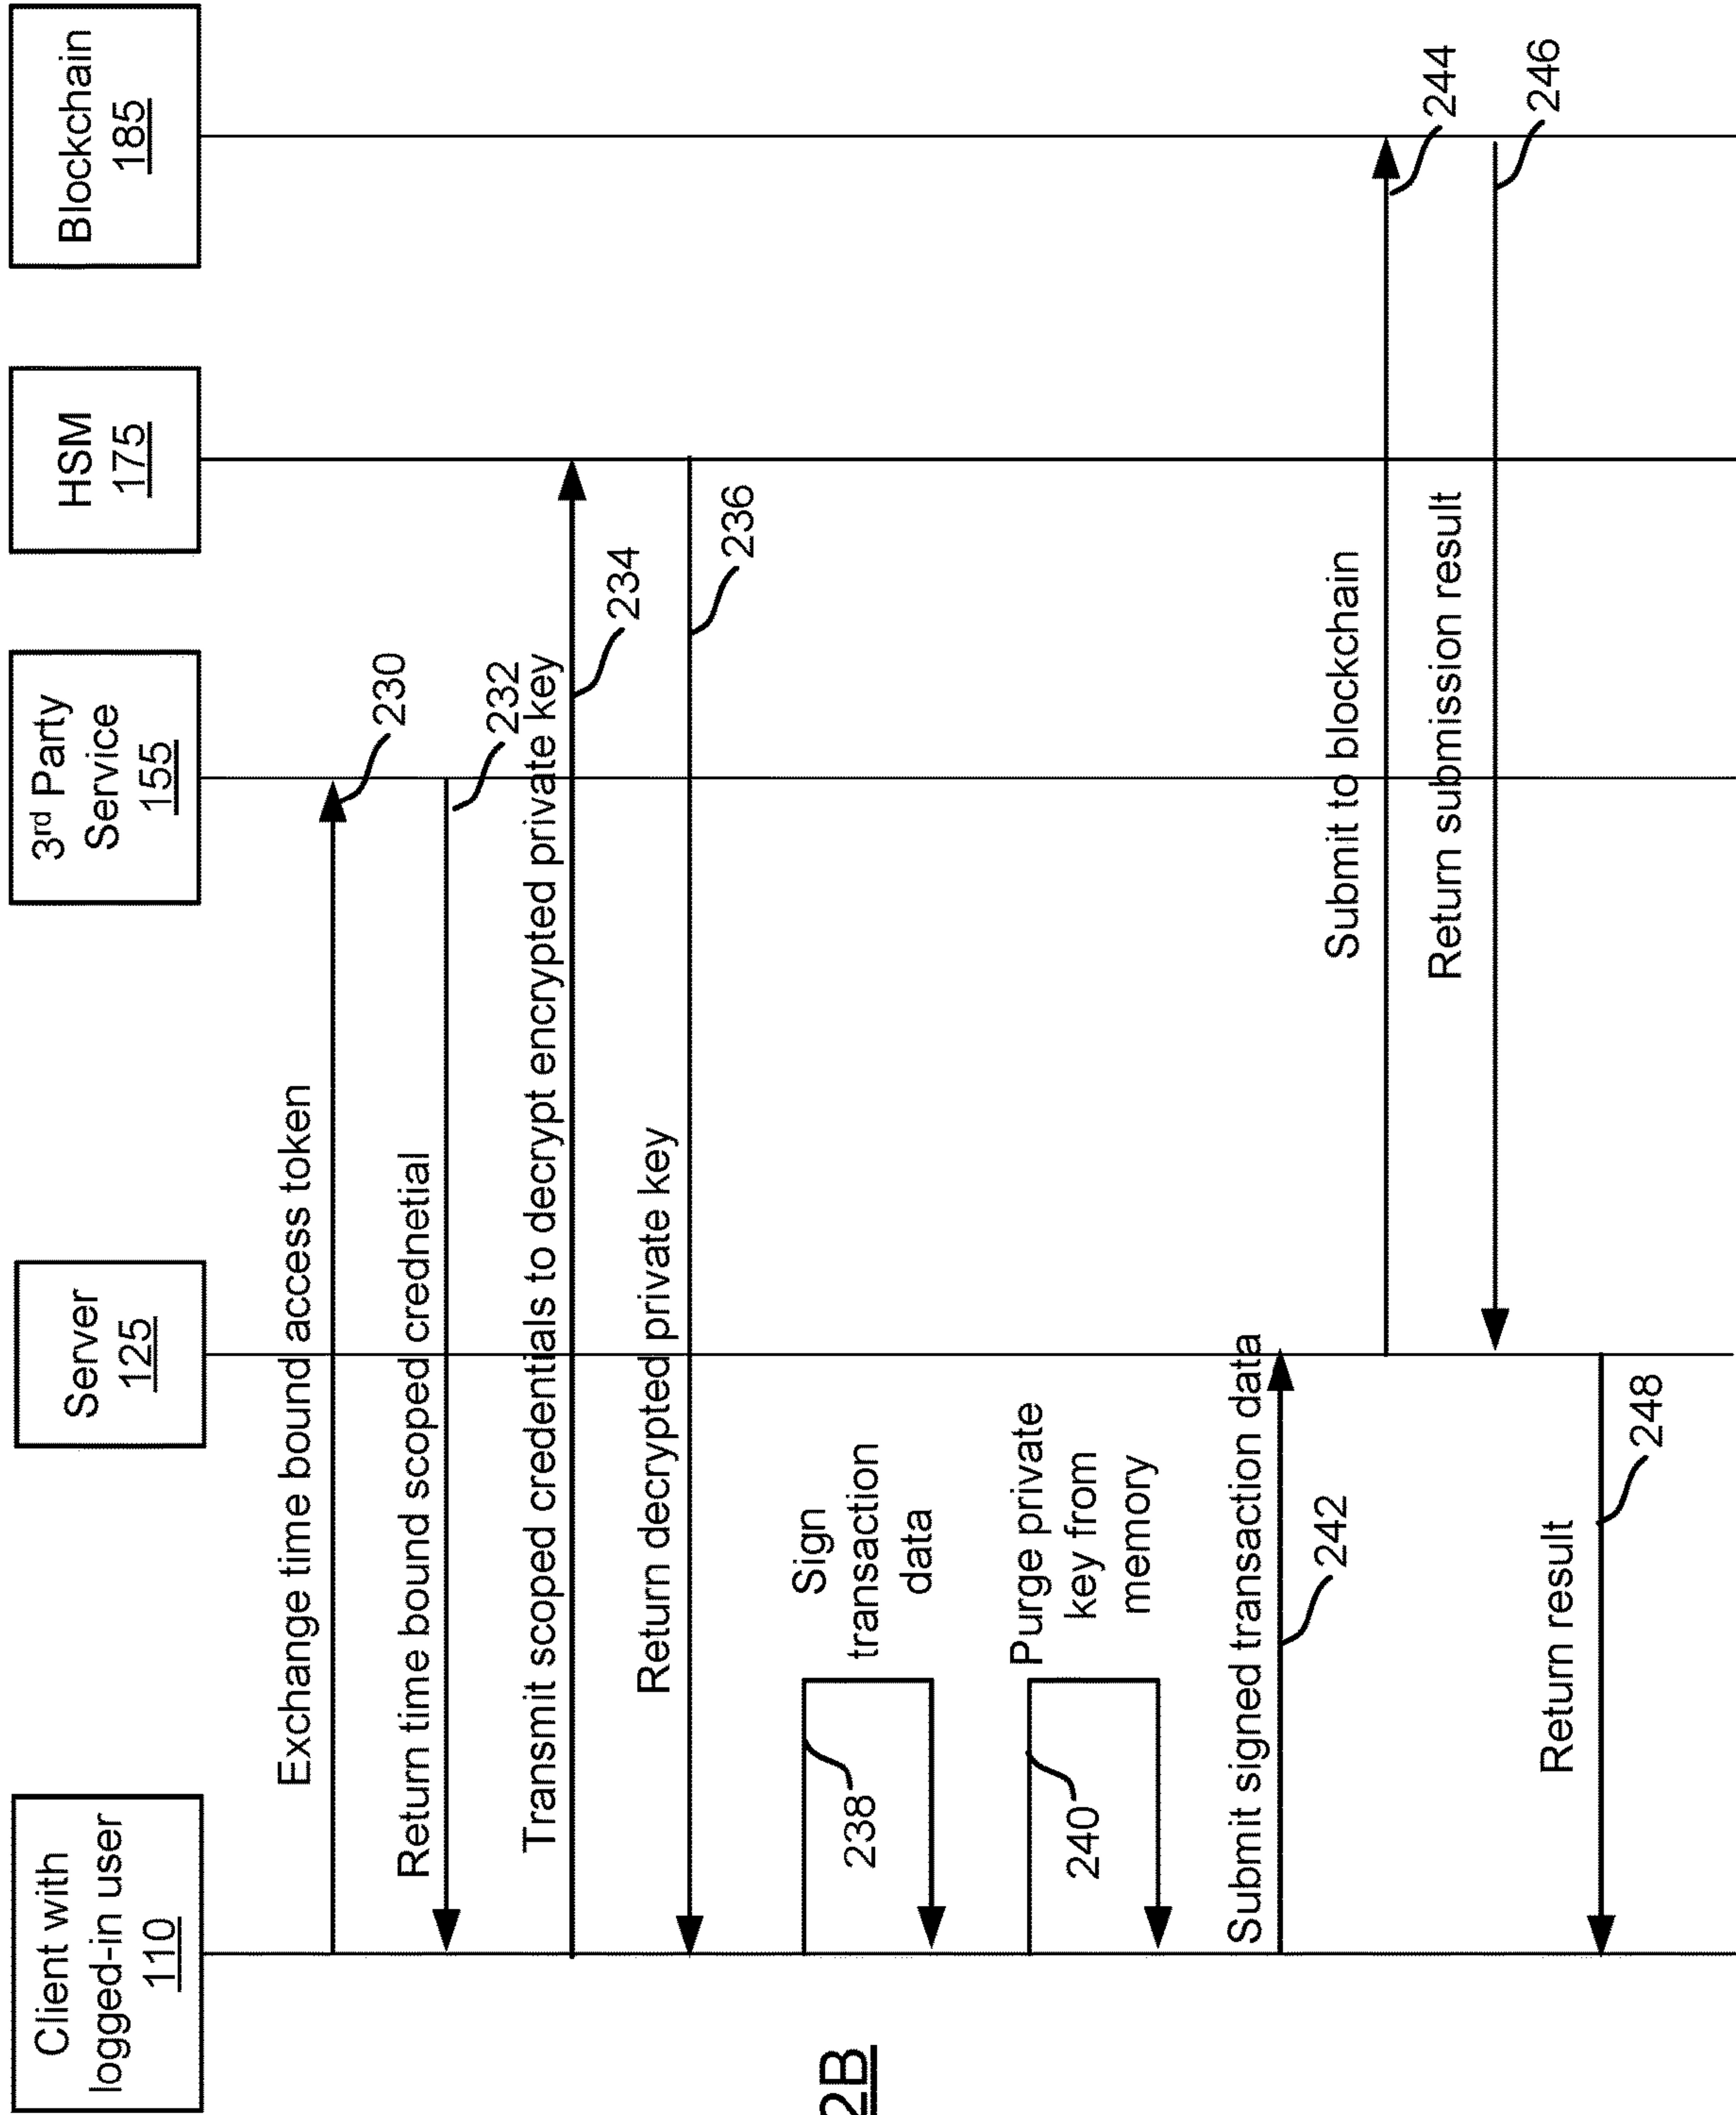 Client with
logged-in user
110
Server
125
3rd Party
Service
155
HSM
175
Blockchain
185
Exchange time bound access token
230
Return time bound scoped crednetial
232
Transmit scoped credentials to decrypt encrypted private key
234
Return decrypted private key
236
Sign
transaction
data
238
Purge private
key from
memory
240
Submit signed transaction data
242
Submit to blockchain
244
Return submission result
246
Return result
248
2B